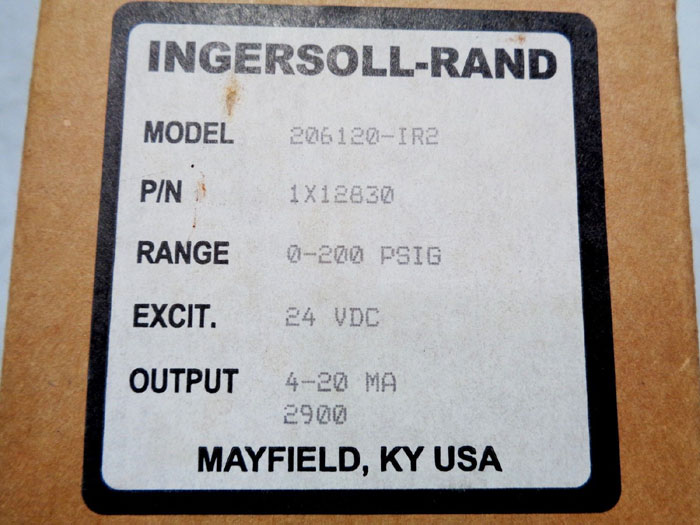 INGERSOLL-RAND
MODEL 206120-IR2
P/N 1X12830
RANGE 0-200 PSIG
EXCIT. 24 VDC
OUTPUT 4-20 MA
2900
MAYFIELD, KY USA